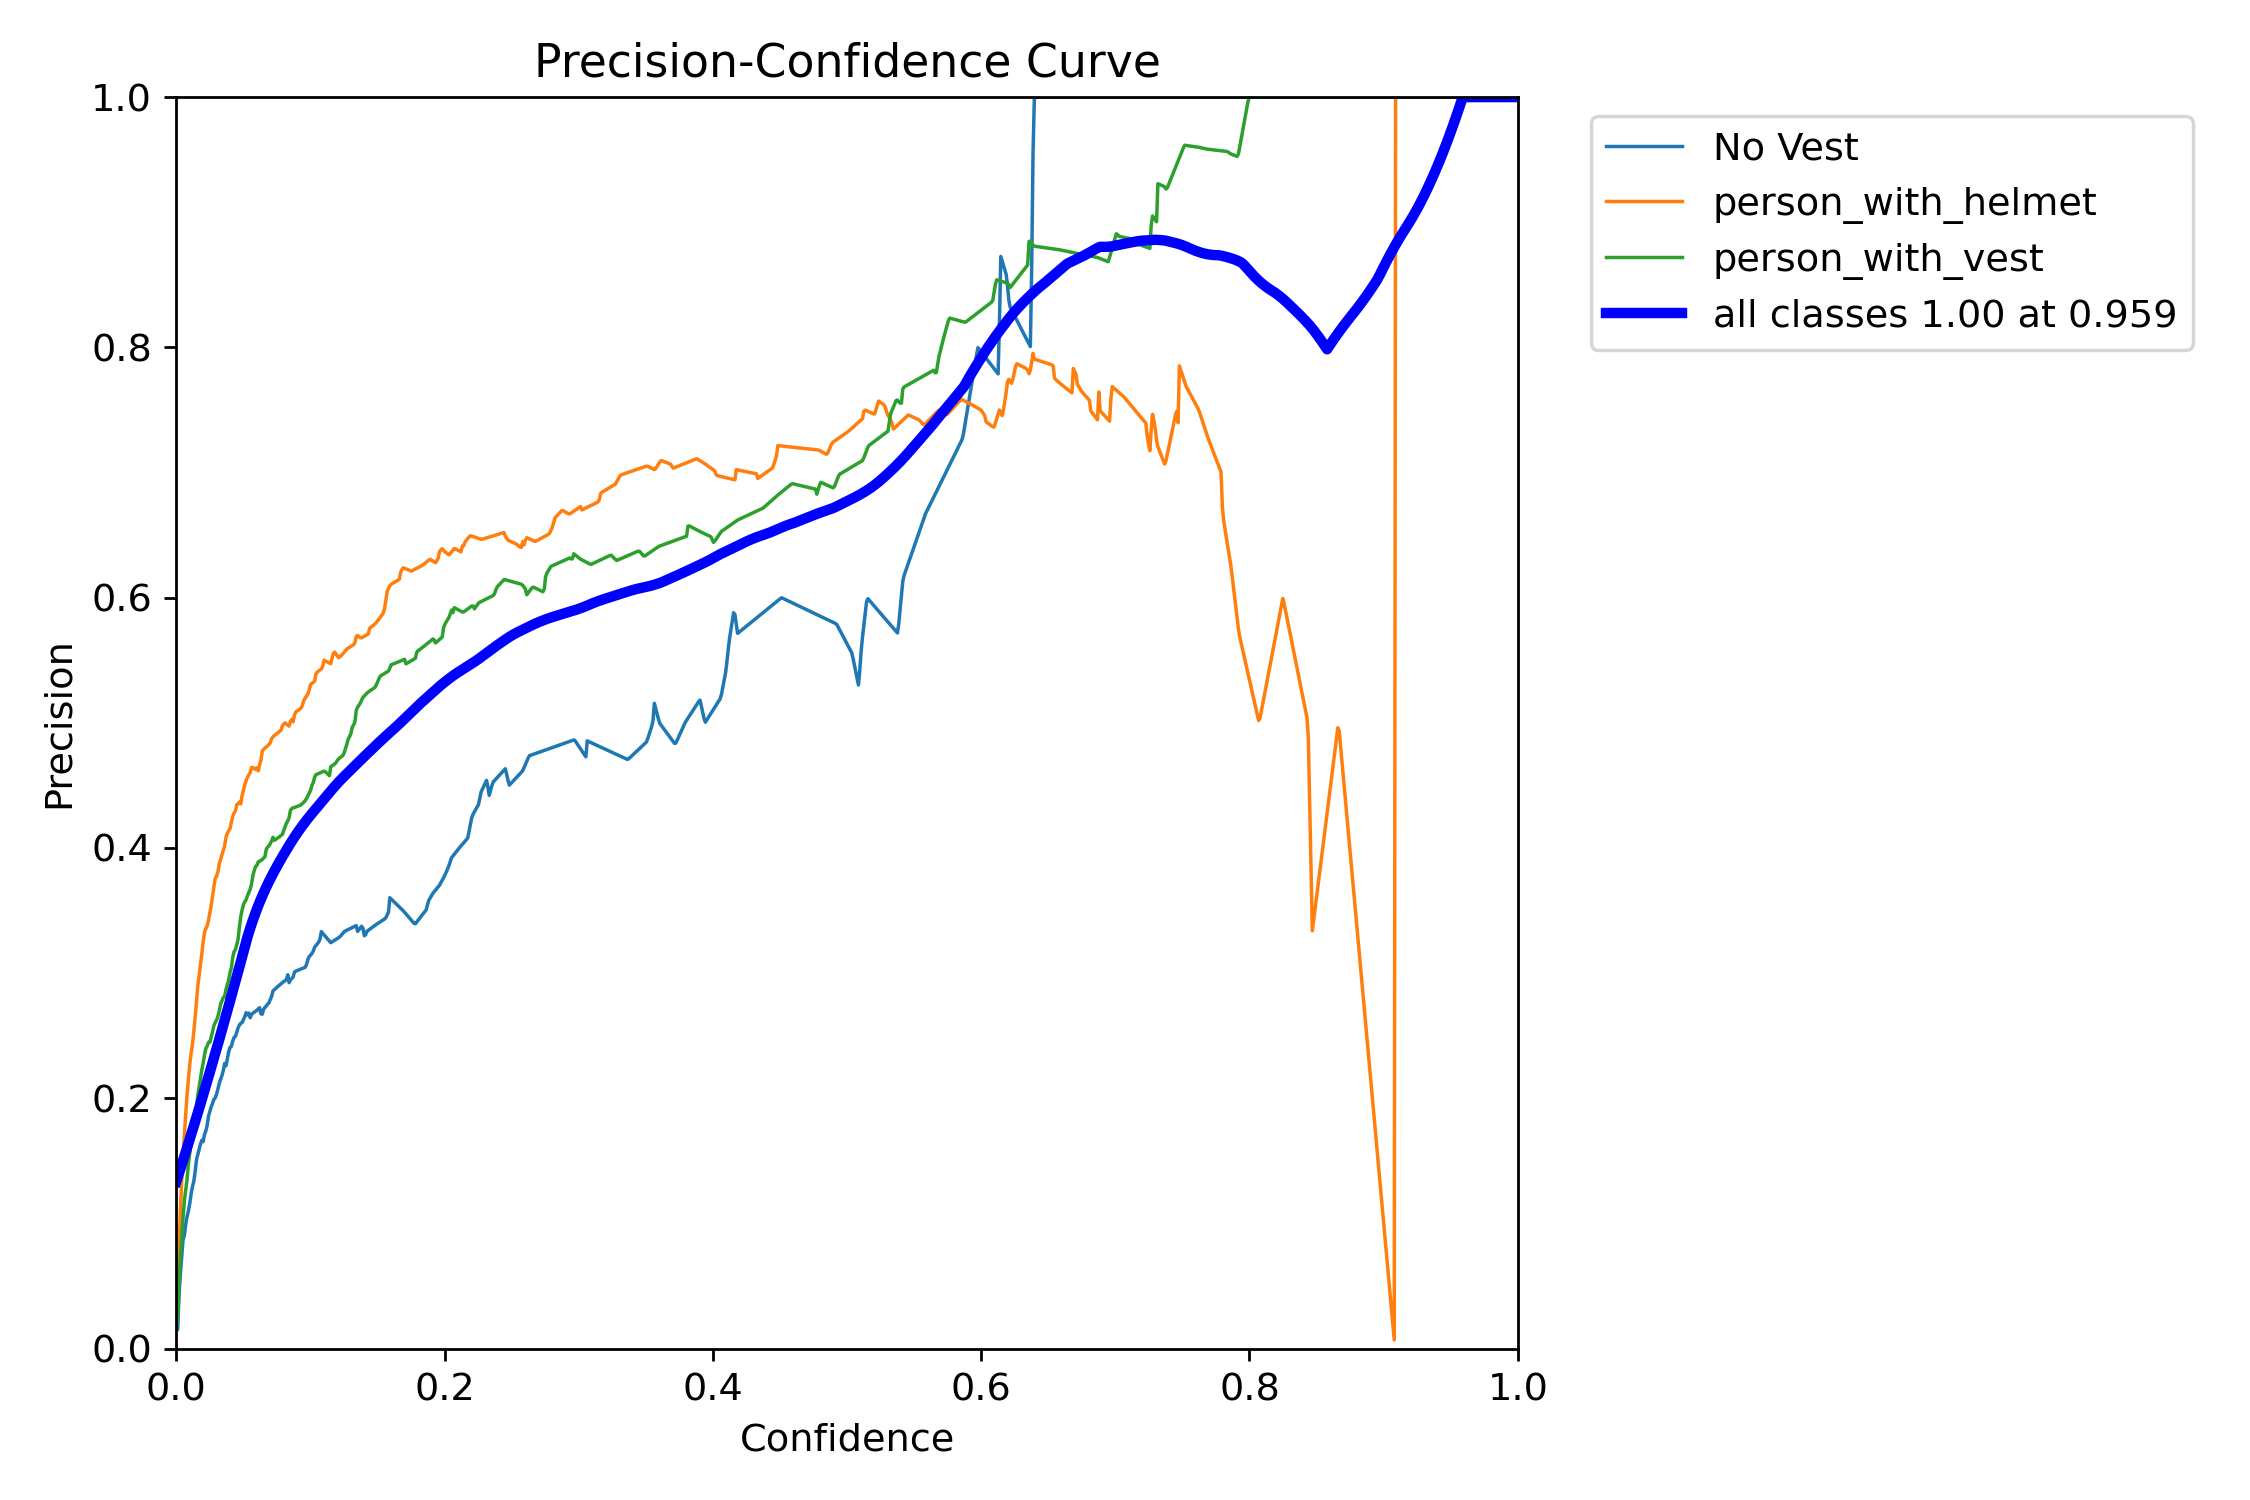 Precision-Confidence Curve
1.0
0.8
0.6
0.4
0.2
0.0
Precision
0.0 0.2 0.4 0.6 0.8 1.0
Confidence
No Vest
person_with_helmet
person_with_vest
all classes 1.00 at 0.959